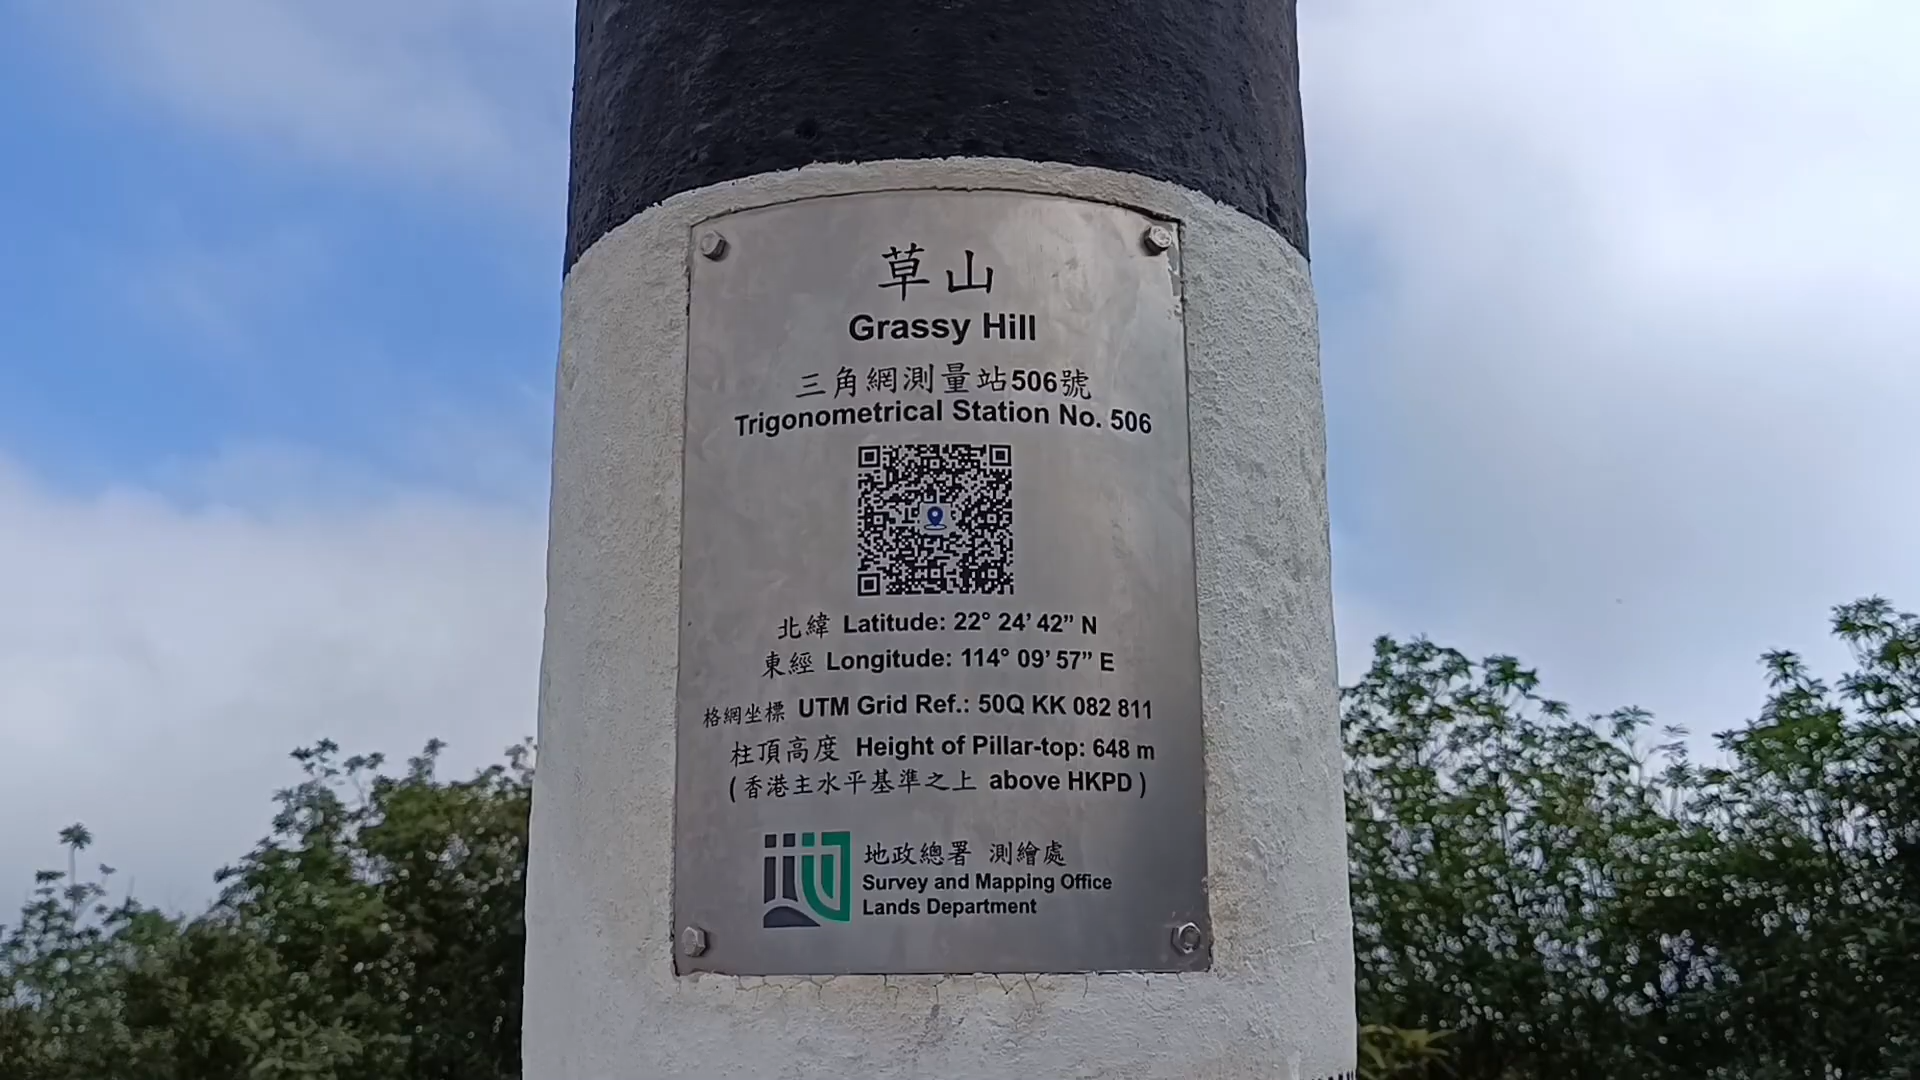 草山
Grassy Hill
三角網測量站506號
Trigonometrical Station No. 506
北緯 Latitude: 22° 24’ 42” N
東經 Longitude: 114° 09’ 57” E
格網坐標 UTM Grid Ref.: 50Q KK 082 811
柱頂高度 Height of Pillar-top: 648 m
( 香港主水平基準之上 above HKPD )
地政總署 測繪處
Survey and Mapping Office
Lands Department